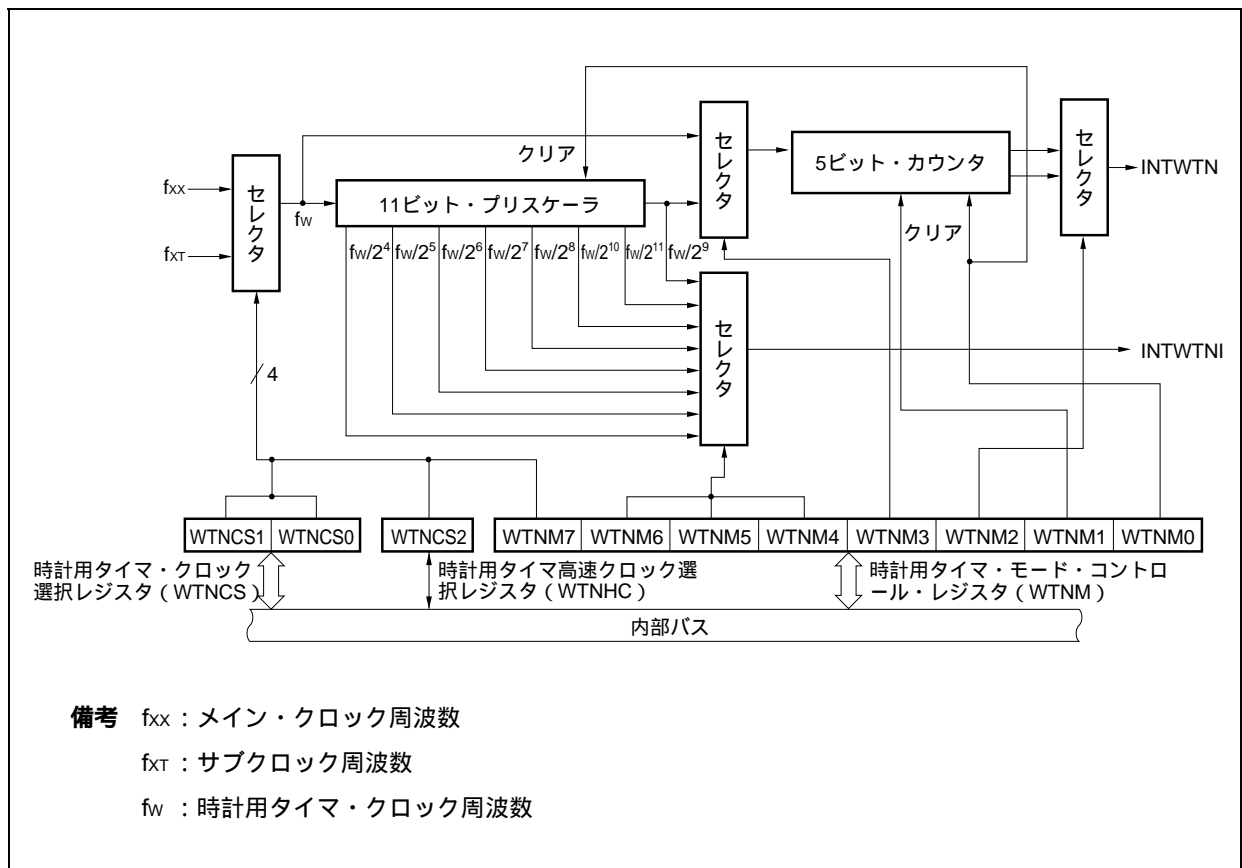 クリア
セレクタ
5ビット・カウンタ
セレクタ
INTWTN
fXX
セレクタ
fW
11ビット・プリスケーラ
fXT
fW/2⁴
fW/2⁵
fW/2⁶
fW/2⁷
fW/2⁸
fW/2¹⁰
fW/2¹¹
fW/2⁹
クリア
セレクタ
INTWTNI
4
WTNCS1
WTNCS0
WTNCS2
WTNM7
WTNM6
WTNM5
WTNM4
WTNM3
WTNM2
WTNM1
WTNM0
時計用タイマ・クロック
選択レジスタ(WTNCS)
時計用タイマ高速クロック選
択レジスタ(WTNHC)
時計用タイマ・モード・コントロ
ール・レジスタ(WTNM)
内部バス
備考 fXX:メイン・クロック周波数
fXT:サブクロック周波数
fW:時計用タイマ・クロック周波数